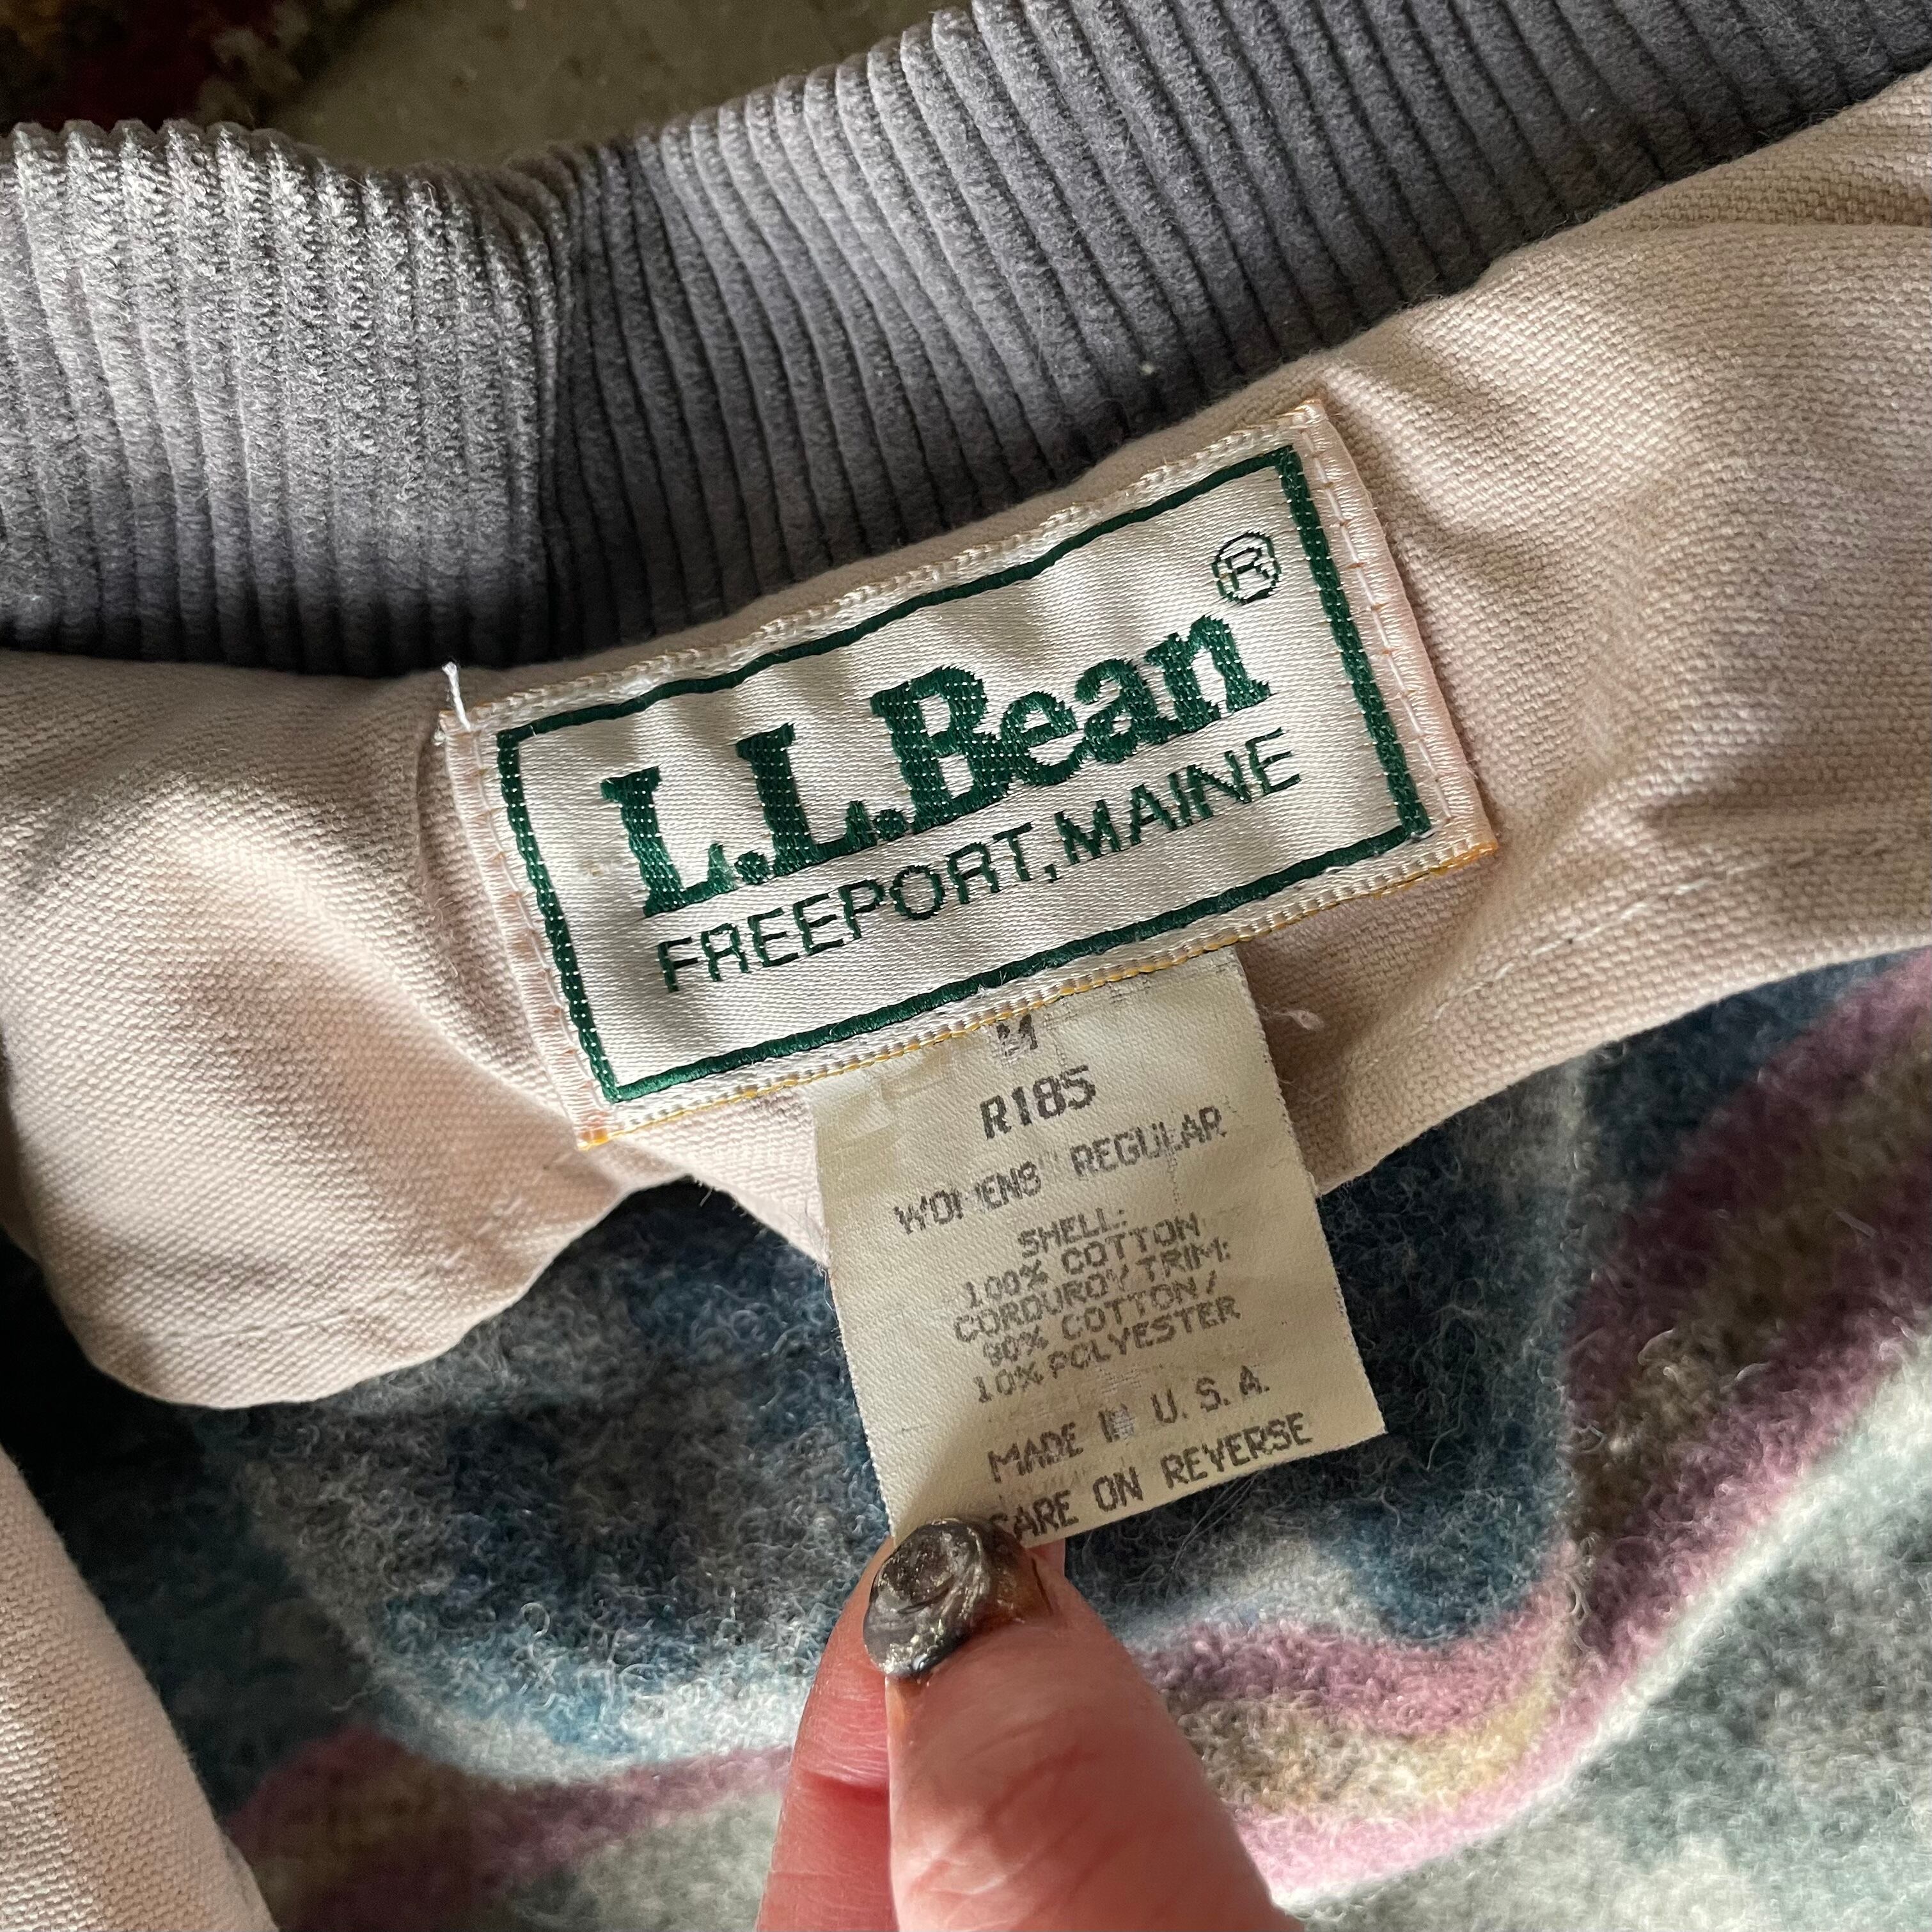 L.L.Bean ®
FREEPORT, MAINE
M
R185
WOMENS REGULAR
SHELL:
100% COTTON
CORDUROY TRIM:
90% COTTON/
10% POLYESTER
MADE IN U.S.A.
CARE ON REVERSE